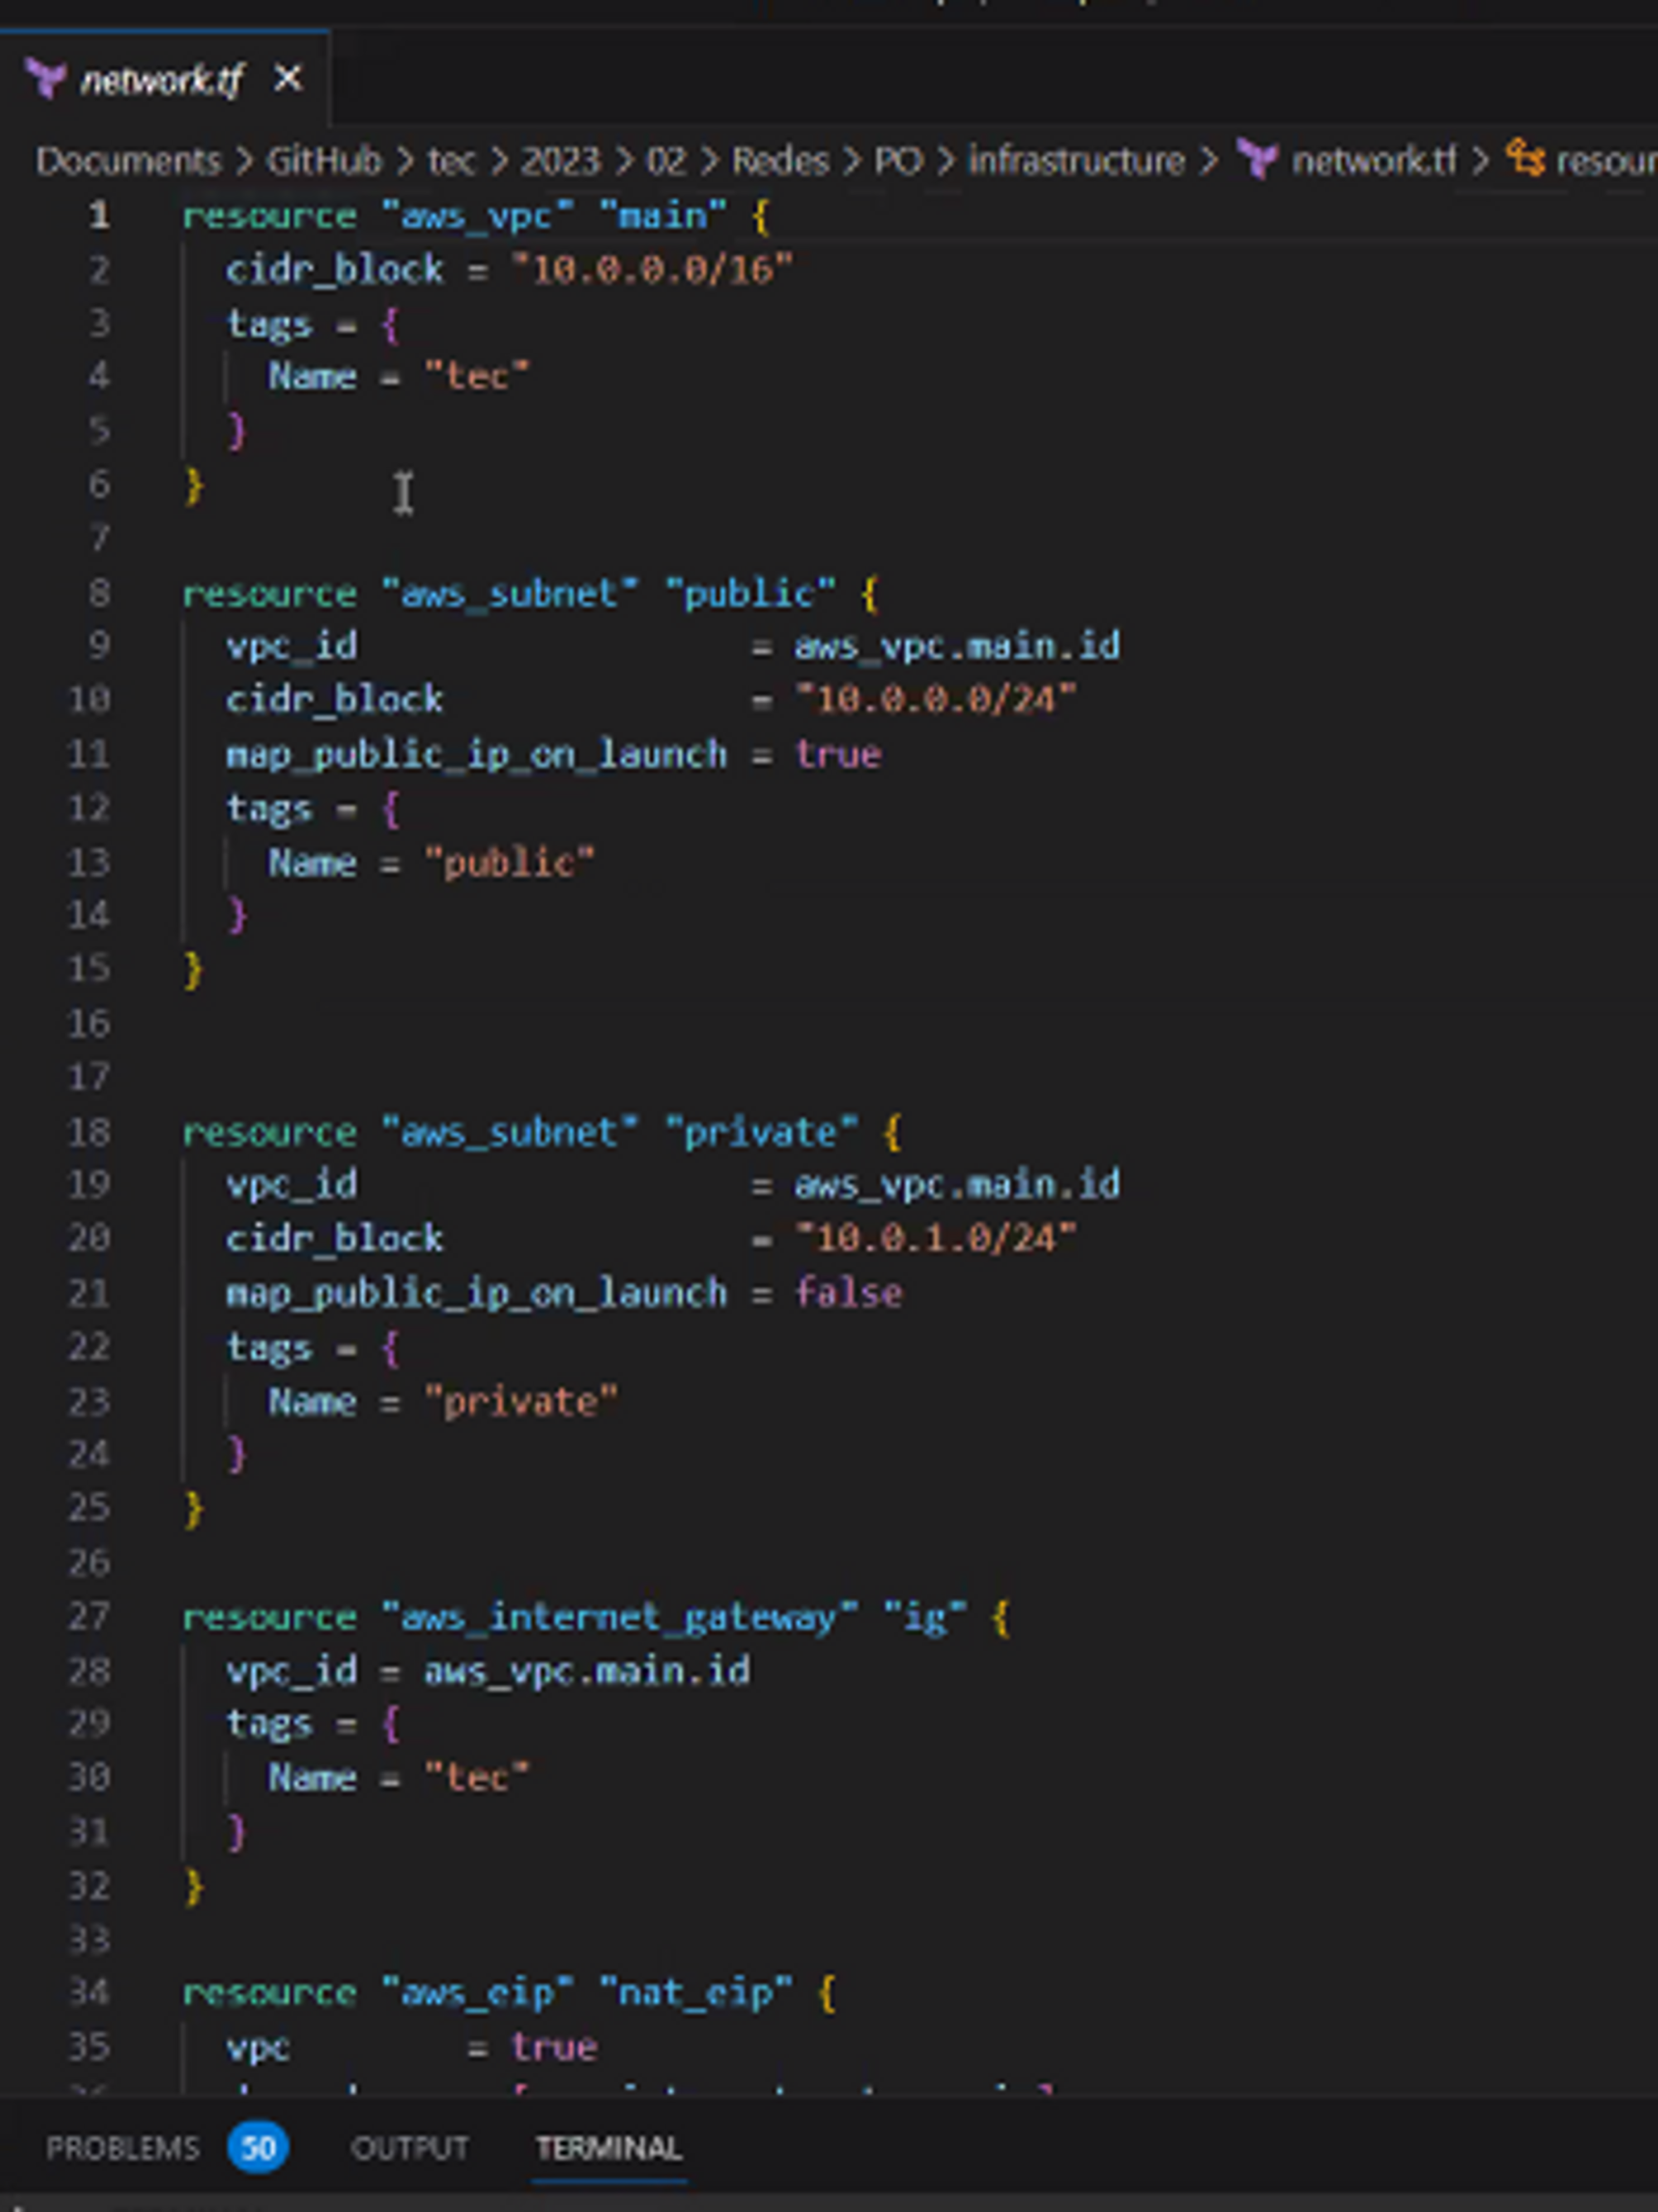 network.tf
Documents > GitHub > tec > 2023 > 02 > Redes > PO > infrastructure > network.tf > resour
1 resource "aws_vpc" "main" {
2   cidr_block = "10.0.0.0/16"
3   tags = {
4     Name = "tec"
5   }
6 }
7
8 resource "aws_subnet" "public" {
9   vpc_id                  = aws_vpc.main.id
10   cidr_block              = "10.0.0.0/24"
11   map_public_ip_on_launch = true
12   tags = {
13     Name = "public"
14   }
15 }
16
17
18 resource "aws_subnet" "private" {
19   vpc_id                  = aws_vpc.main.id
20   cidr_block              = "10.0.1.0/24"
21   map_public_ip_on_launch = false
22   tags = {
23     Name = "private"
24   }
25 }
26
27 resource "aws_internet_gateway" "ig" {
28   vpc_id = aws_vpc.main.id
29   tags = {
30     Name = "tec"
31   }
32 }
33
34 resource "aws_eip" "nat_eip" {
35   vpc        = true
PROBLEMS 50 OUTPUT TERMINAL